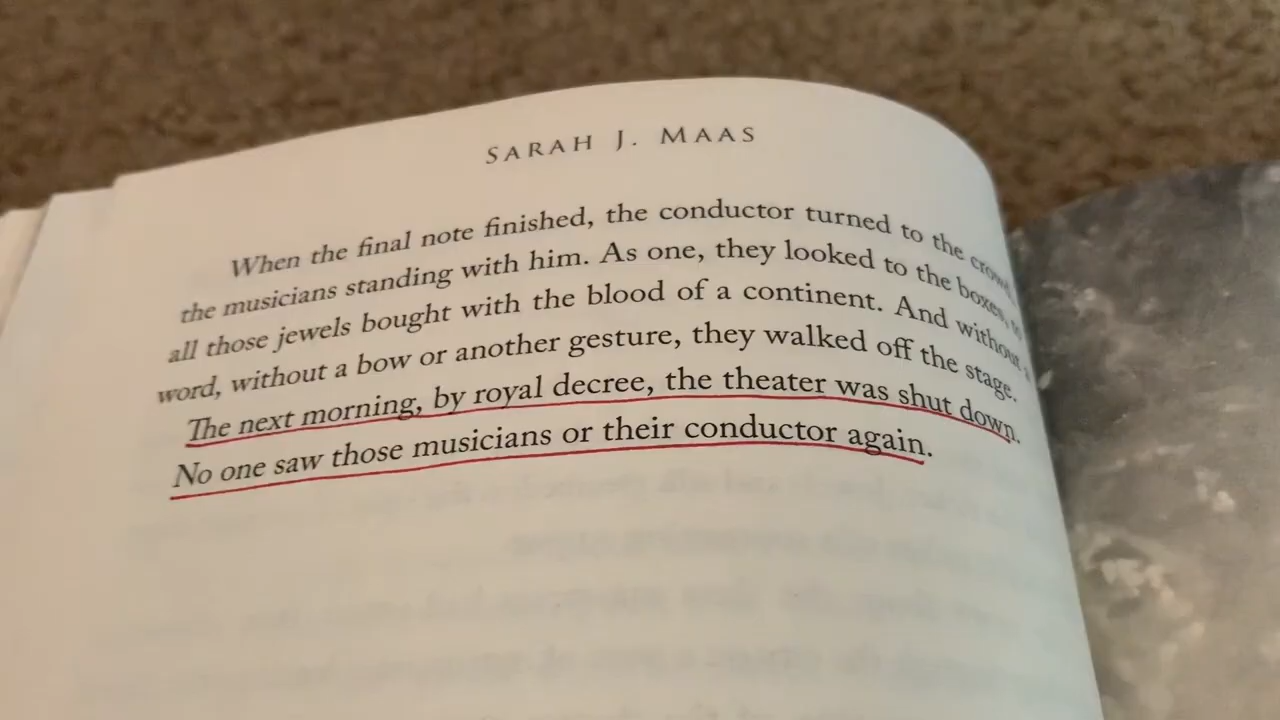 SARAH J. MAAS
When the final note finished, the conductor turned to the crowd,
the musicians standing with him. As one, they looked to the boxes, to
all those jewels bought with the blood of a continent. And without a
word, without a bow or another gesture, they walked off the stage.
The next morning, by royal decree, the theater was shut down.
No one saw those musicians or their conductor again.